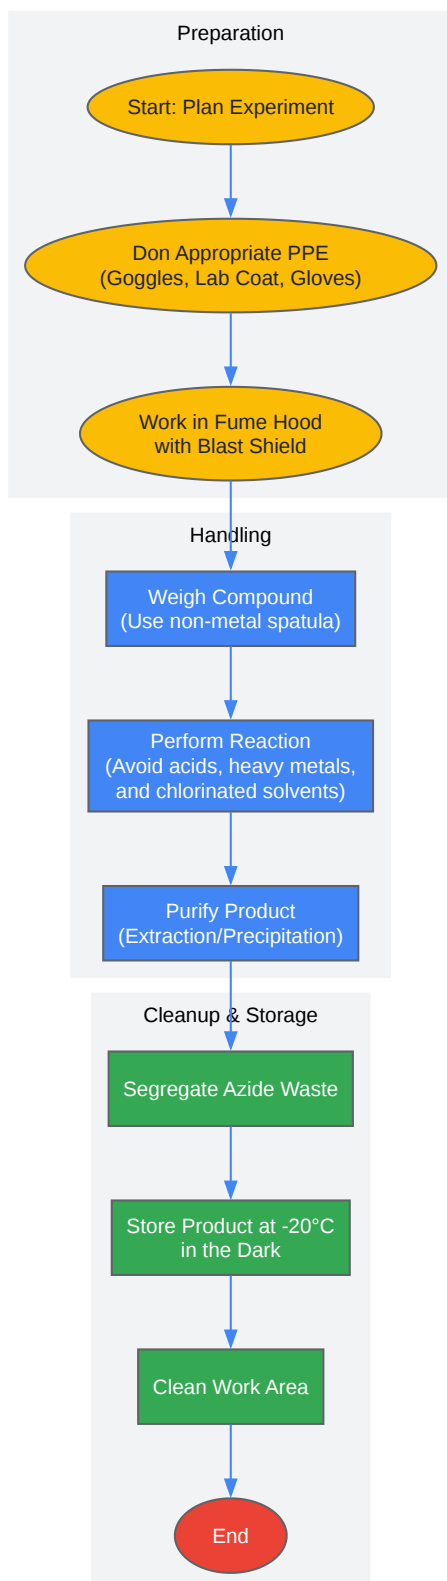 Preparation
Start: Plan Experiment
Don Appropriate PPE
(Goggles, Lab Coat, Gloves)
Work in Fume Hood
with Blast Shield
Handling
Weigh Compound
(Use non-metal spatula)
Perform Reaction
(Avoid acids, heavy metals,
and chlorinated solvents)
Purify Product
(Extraction/Precipitation)
Cleanup & Storage
Segregate Azide Waste
Store Product at -20°C
in the Dark
Clean Work Area
End